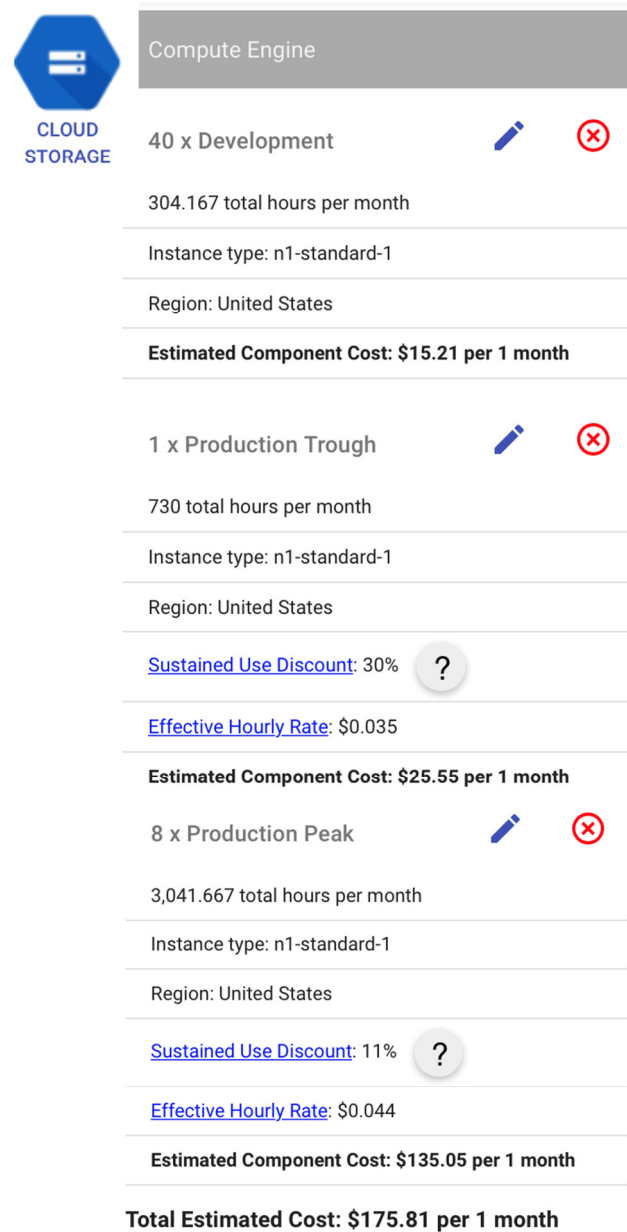 CLOUD
STORAGE
Compute Engine
40 x Development
304.167 total hours per month
Instance type: n1-standard-1
Region: United States
Estimated Component Cost: $15.21 per 1 month
1 x Production Trough
730 total hours per month
Instance type: n1-standard-1
Region: United States
Sustained Use Discount: 30% ?
Effective Hourly Rate: $0.035
Estimated Component Cost: $25.55 per 1 month
8 x Production Peak
3,041.667 total hours per month
Instance type: n1-standard-1
Region: United States
Sustained Use Discount: 11% ?
Effective Hourly Rate: $0.044
Estimated Component Cost: $135.05 per 1 month
Total Estimated Cost: $175.81 per 1 month